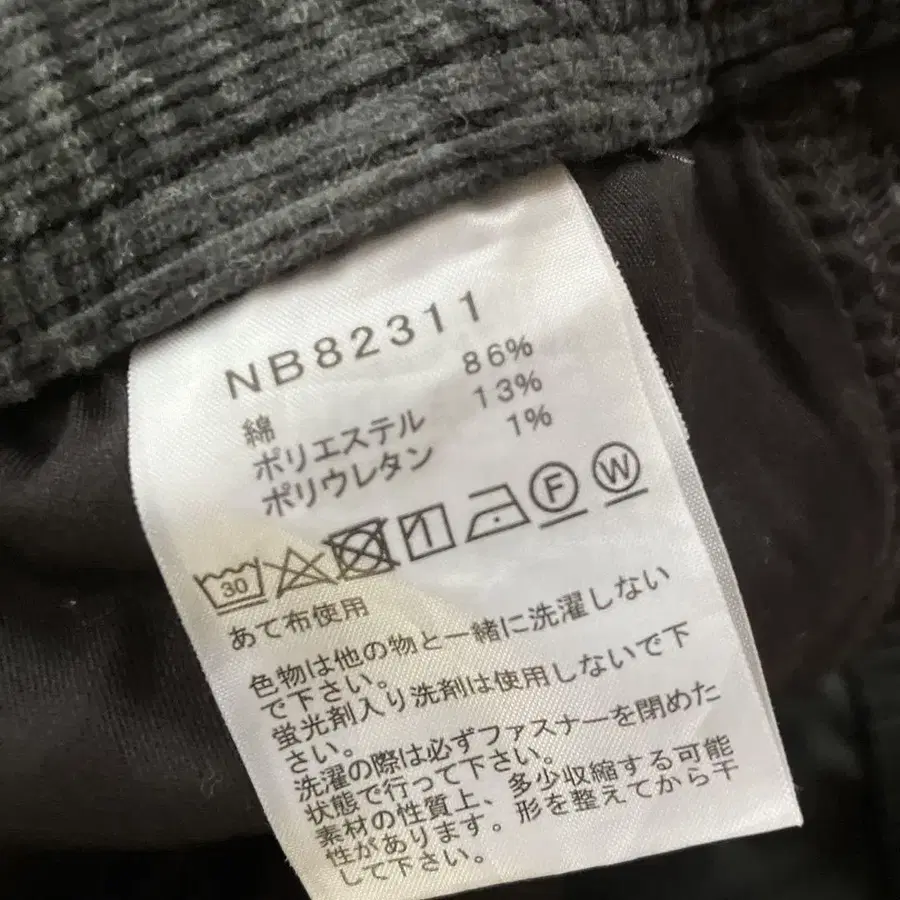 NB82311
綿 86%
ポリエステル 13%
ポリウレタン 1%
30 F W
あて布使用
色物は他の物と一緒に洗濯しない
で下さい。
蛍光剤入り洗剤は使用しないで下
さい。
洗濯の際は必ずファスナーを閉めた
状態で行って下さい。
素材の性質上、多少収縮する可能
性があります。形を整えてから干
して下さい。